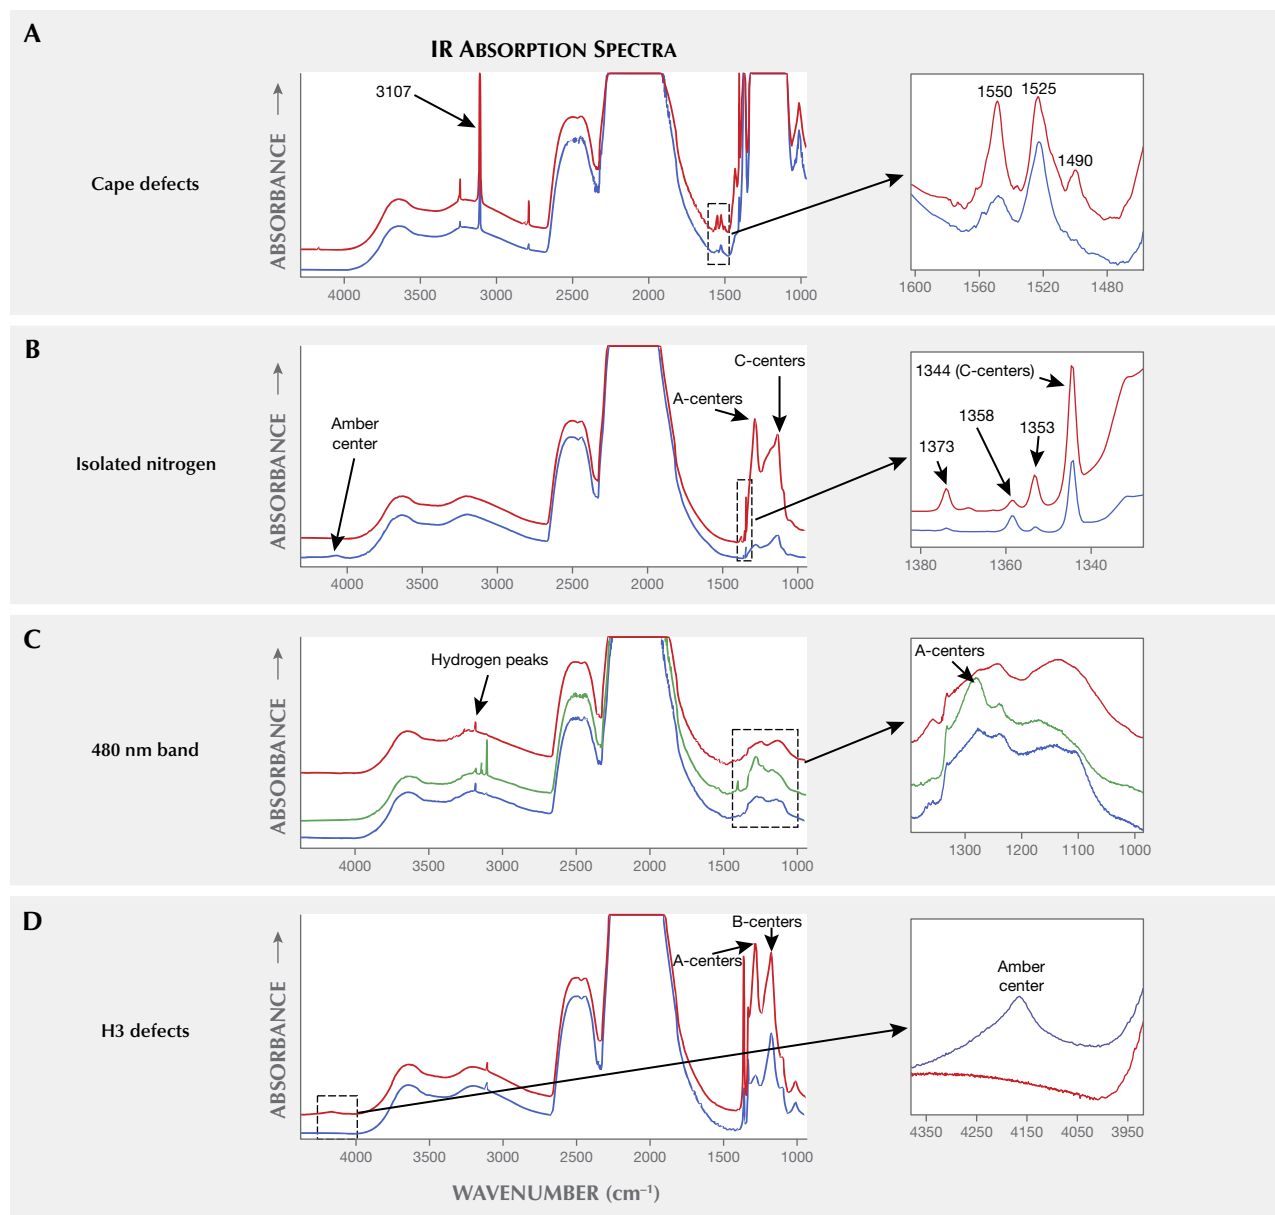 A
IR ABSORPTION SPECTRA
Cape defects
ABSORBANCE
3107
4000 3500 3000 2500 2000 1500 1000
1550 1525
1490
1600 1560 1520 1480
B
Isolated nitrogen
ABSORBANCE
Amber
center
C-centers
A-centers
4000 3500 3000 2500 2000 1500 1000
1344 (C-centers)
1358
1353
1373
1380 1360 1340
C
480 nm band
ABSORBANCE
Hydrogen peaks
4000 3500 3000 2500 2000 1500 1000
A-centers
1300 1200 1100 1000
D
H3 defects
ABSORBANCE
B-centers
A-centers
4000 3500 3000 2500 2000 1500 1000
Amber
center
4350 4250 4150 4050 3950
WAVENUMBER (cm⁻¹)